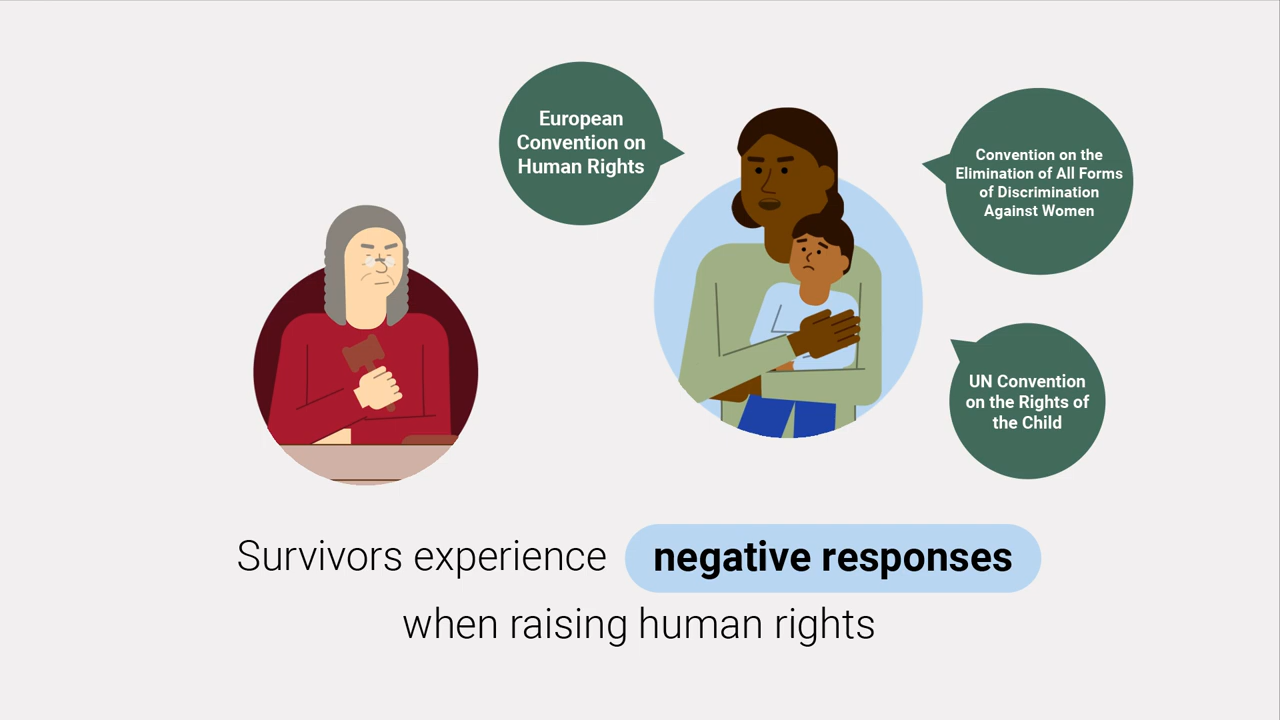 European
Convention on
Human Rights
Convention on the
Elimination of All Forms
of Discrimination
Against Women
UN Convention
on the Rights of
the Child
Survivors experience negative responses
when raising human rights